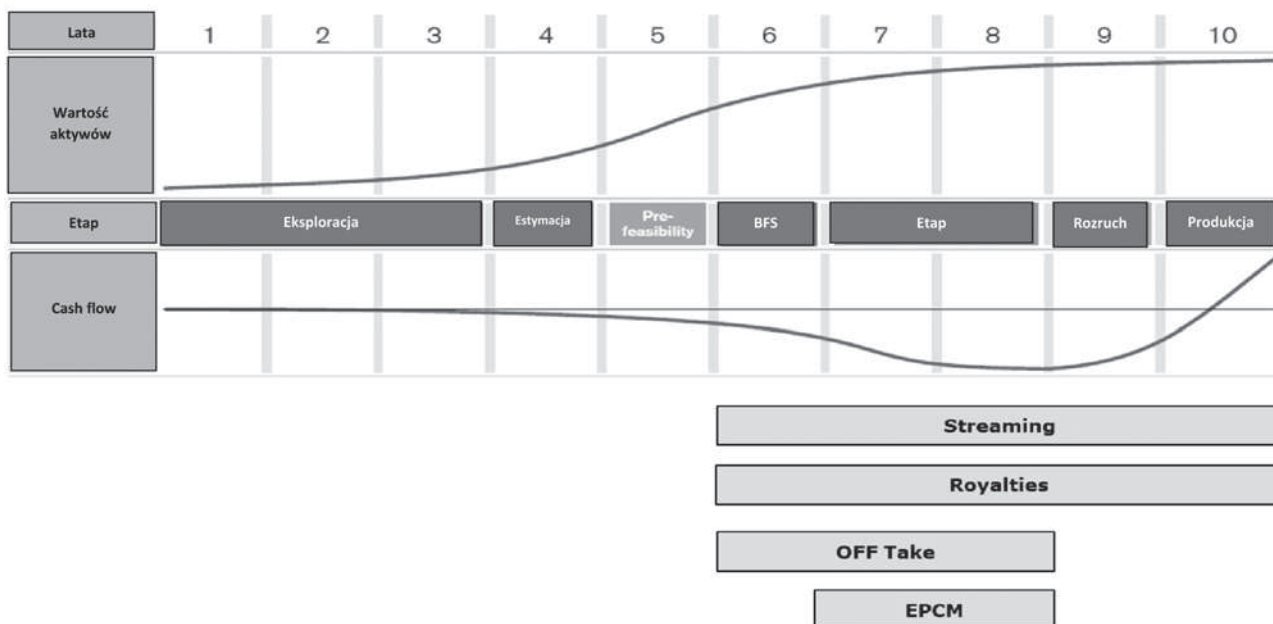 Lata 1 2 3 4 5 6 7 8 9 10
Wartość
aktywów
Etap Eksploracja Estymacja Pre-
feasibility BFS Etap Rozruch Produkcja
Cash flow
Streaming
Royalties
OFF Take
EPCM